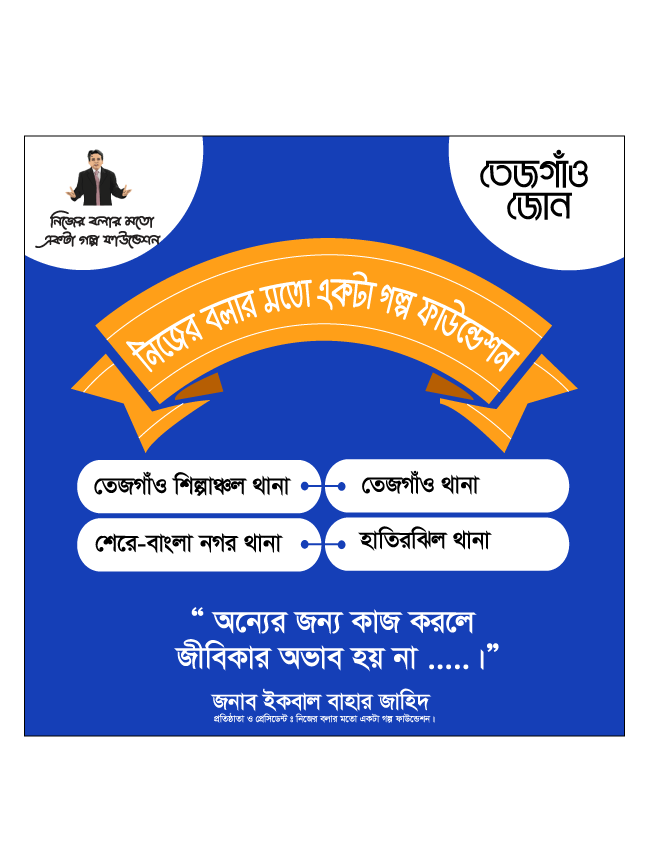 নিজের বলার মতো
একটা গল্প ফাউন্ডেশন
তেজগাঁও
জোন
নিজের বলার মতো একটা গল্প ফাউন্ডেশন
তেজগাঁও শিল্পাঞ্চল থানা
তেজগাঁও থানা
শেরে-বাংলা নগর থানা
হাতিরঝিল থানা
“ অন্যের জন্য কাজ করলে
জীবিকার অভাব হয় না .....।”
জনাব ইকবাল বাহার জাহিদ
প্রতিষ্ঠাতা ও প্রেসিডেন্ট ঃ নিজের বলার মতো একটা গল্প ফাউন্ডেশন।